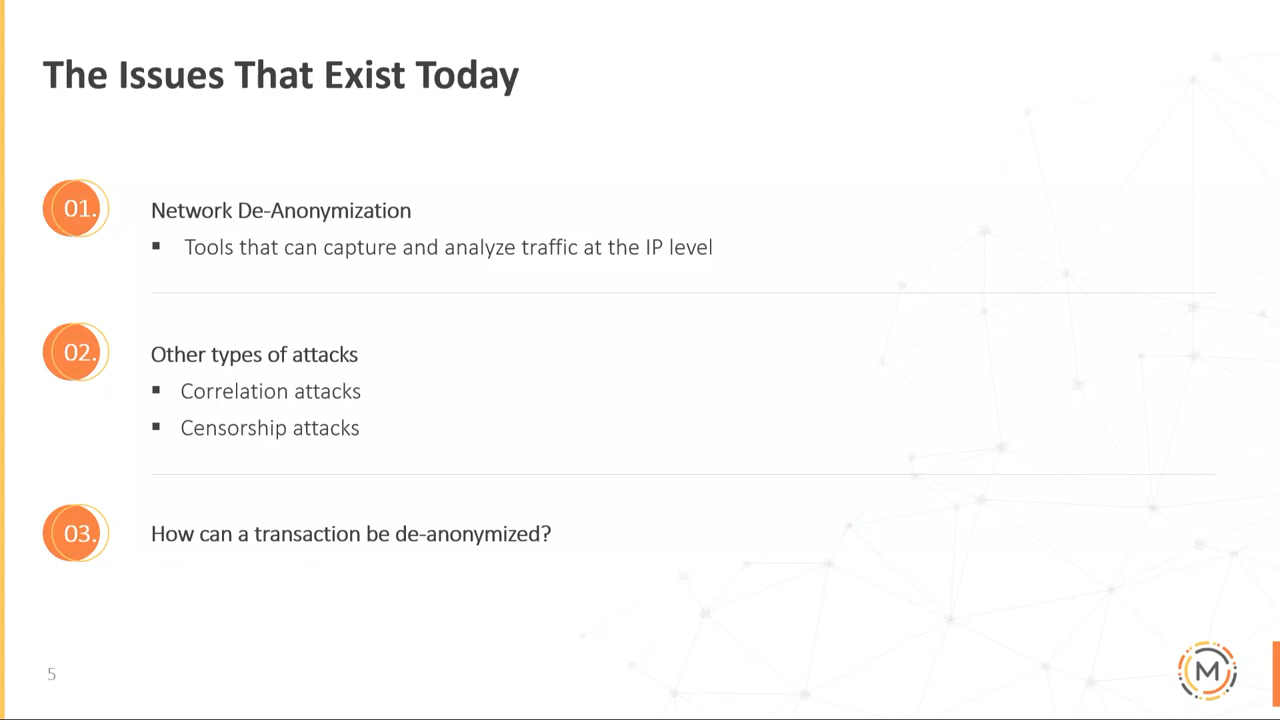 The Issues That Exist Today
01.
Network De-Anonymization
▪ Tools that can capture and analyze traffic at the IP level
02.
Other types of attacks
▪ Correlation attacks
▪ Censorship attacks
03.
How can a transaction be de-anonymized?
5
M